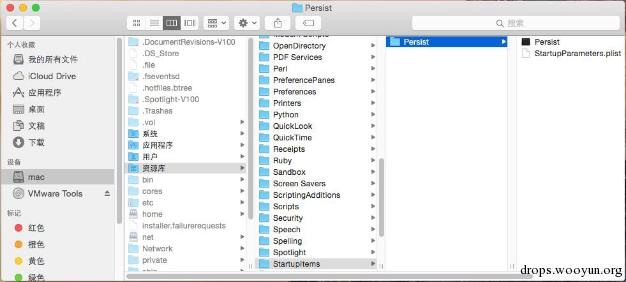 Persist
搜索
个人收藏
我的所有文件
iCloud Drive
应用程序
桌面
文稿
下载
设备
mac
VMware Tools
标记
红色
橙色
黄色
绿色
.DocumentRevisions-V100
.DS_Store
.file
.fseventsd
.hotfiles.btree
.Spotlight-V100
.Trashes
.vol
系统
应用程序
用户
资源库
bin
cores
etc
home
installer.failurerequests
net
Network
private
sbin
OpenDirectory
PDF Services
Perl
PreferencePanes
Preferences
Printers
Python
QuickLook
QuickTime
Receipts
Ruby
Sandbox
Screen Savers
ScriptingAdditions
Scripts
Security
Speech
Spelling
Spotlight
StartupItems
Persist
Persist
StartupParameters.plist
drops.wooyun.org